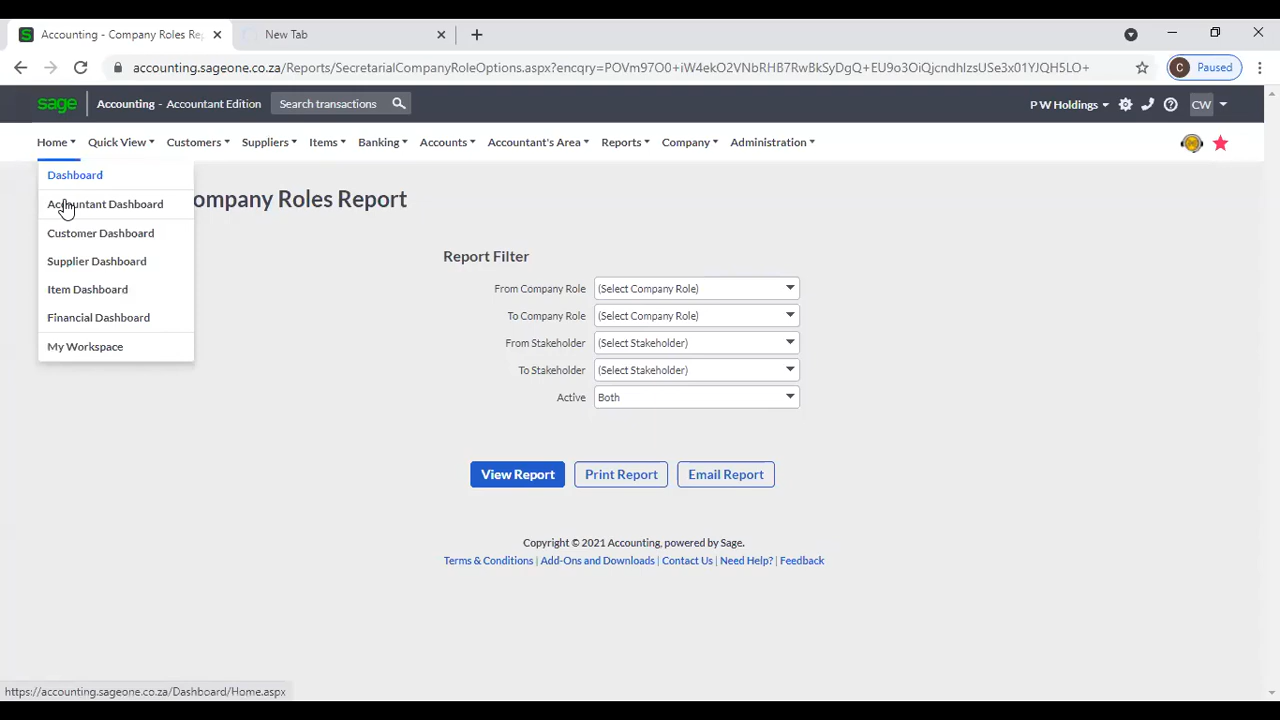 Accounting - Company Roles Rep
New Tab
accounting.sageone.co.za/Reports/SecretarialCompanyRoleOptions.aspx?encqry=POVm97O0+iW4ekO2VNbRHB7RwBkSyDgQ+EU9o3OiQjcndhIzsUSe3x01YJQH5LO+
C Paused
sage Accounting - Accountant Edition Search transactions P W Holdings CW
Home Quick View Customers Suppliers Items Banking Accounts Accountant's Area Reports Company Administration
Dashboard
Accountant Dashboard
Customer Dashboard
Supplier Dashboard
Item Dashboard
Financial Dashboard
My Workspace
ompany Roles Report
Report Filter
From Company Role (Select Company Role)
To Company Role (Select Company Role)
From Stakeholder (Select Stakeholder)
To Stakeholder (Select Stakeholder)
Active Both
View Report Print Report Email Report
Copyright © 2021 Accounting, powered by Sage.
Terms & Conditions | Add-Ons and Downloads | Contact Us | Need Help? | Feedback
https://accounting.sageone.co.za/Dashboard/Home.aspx